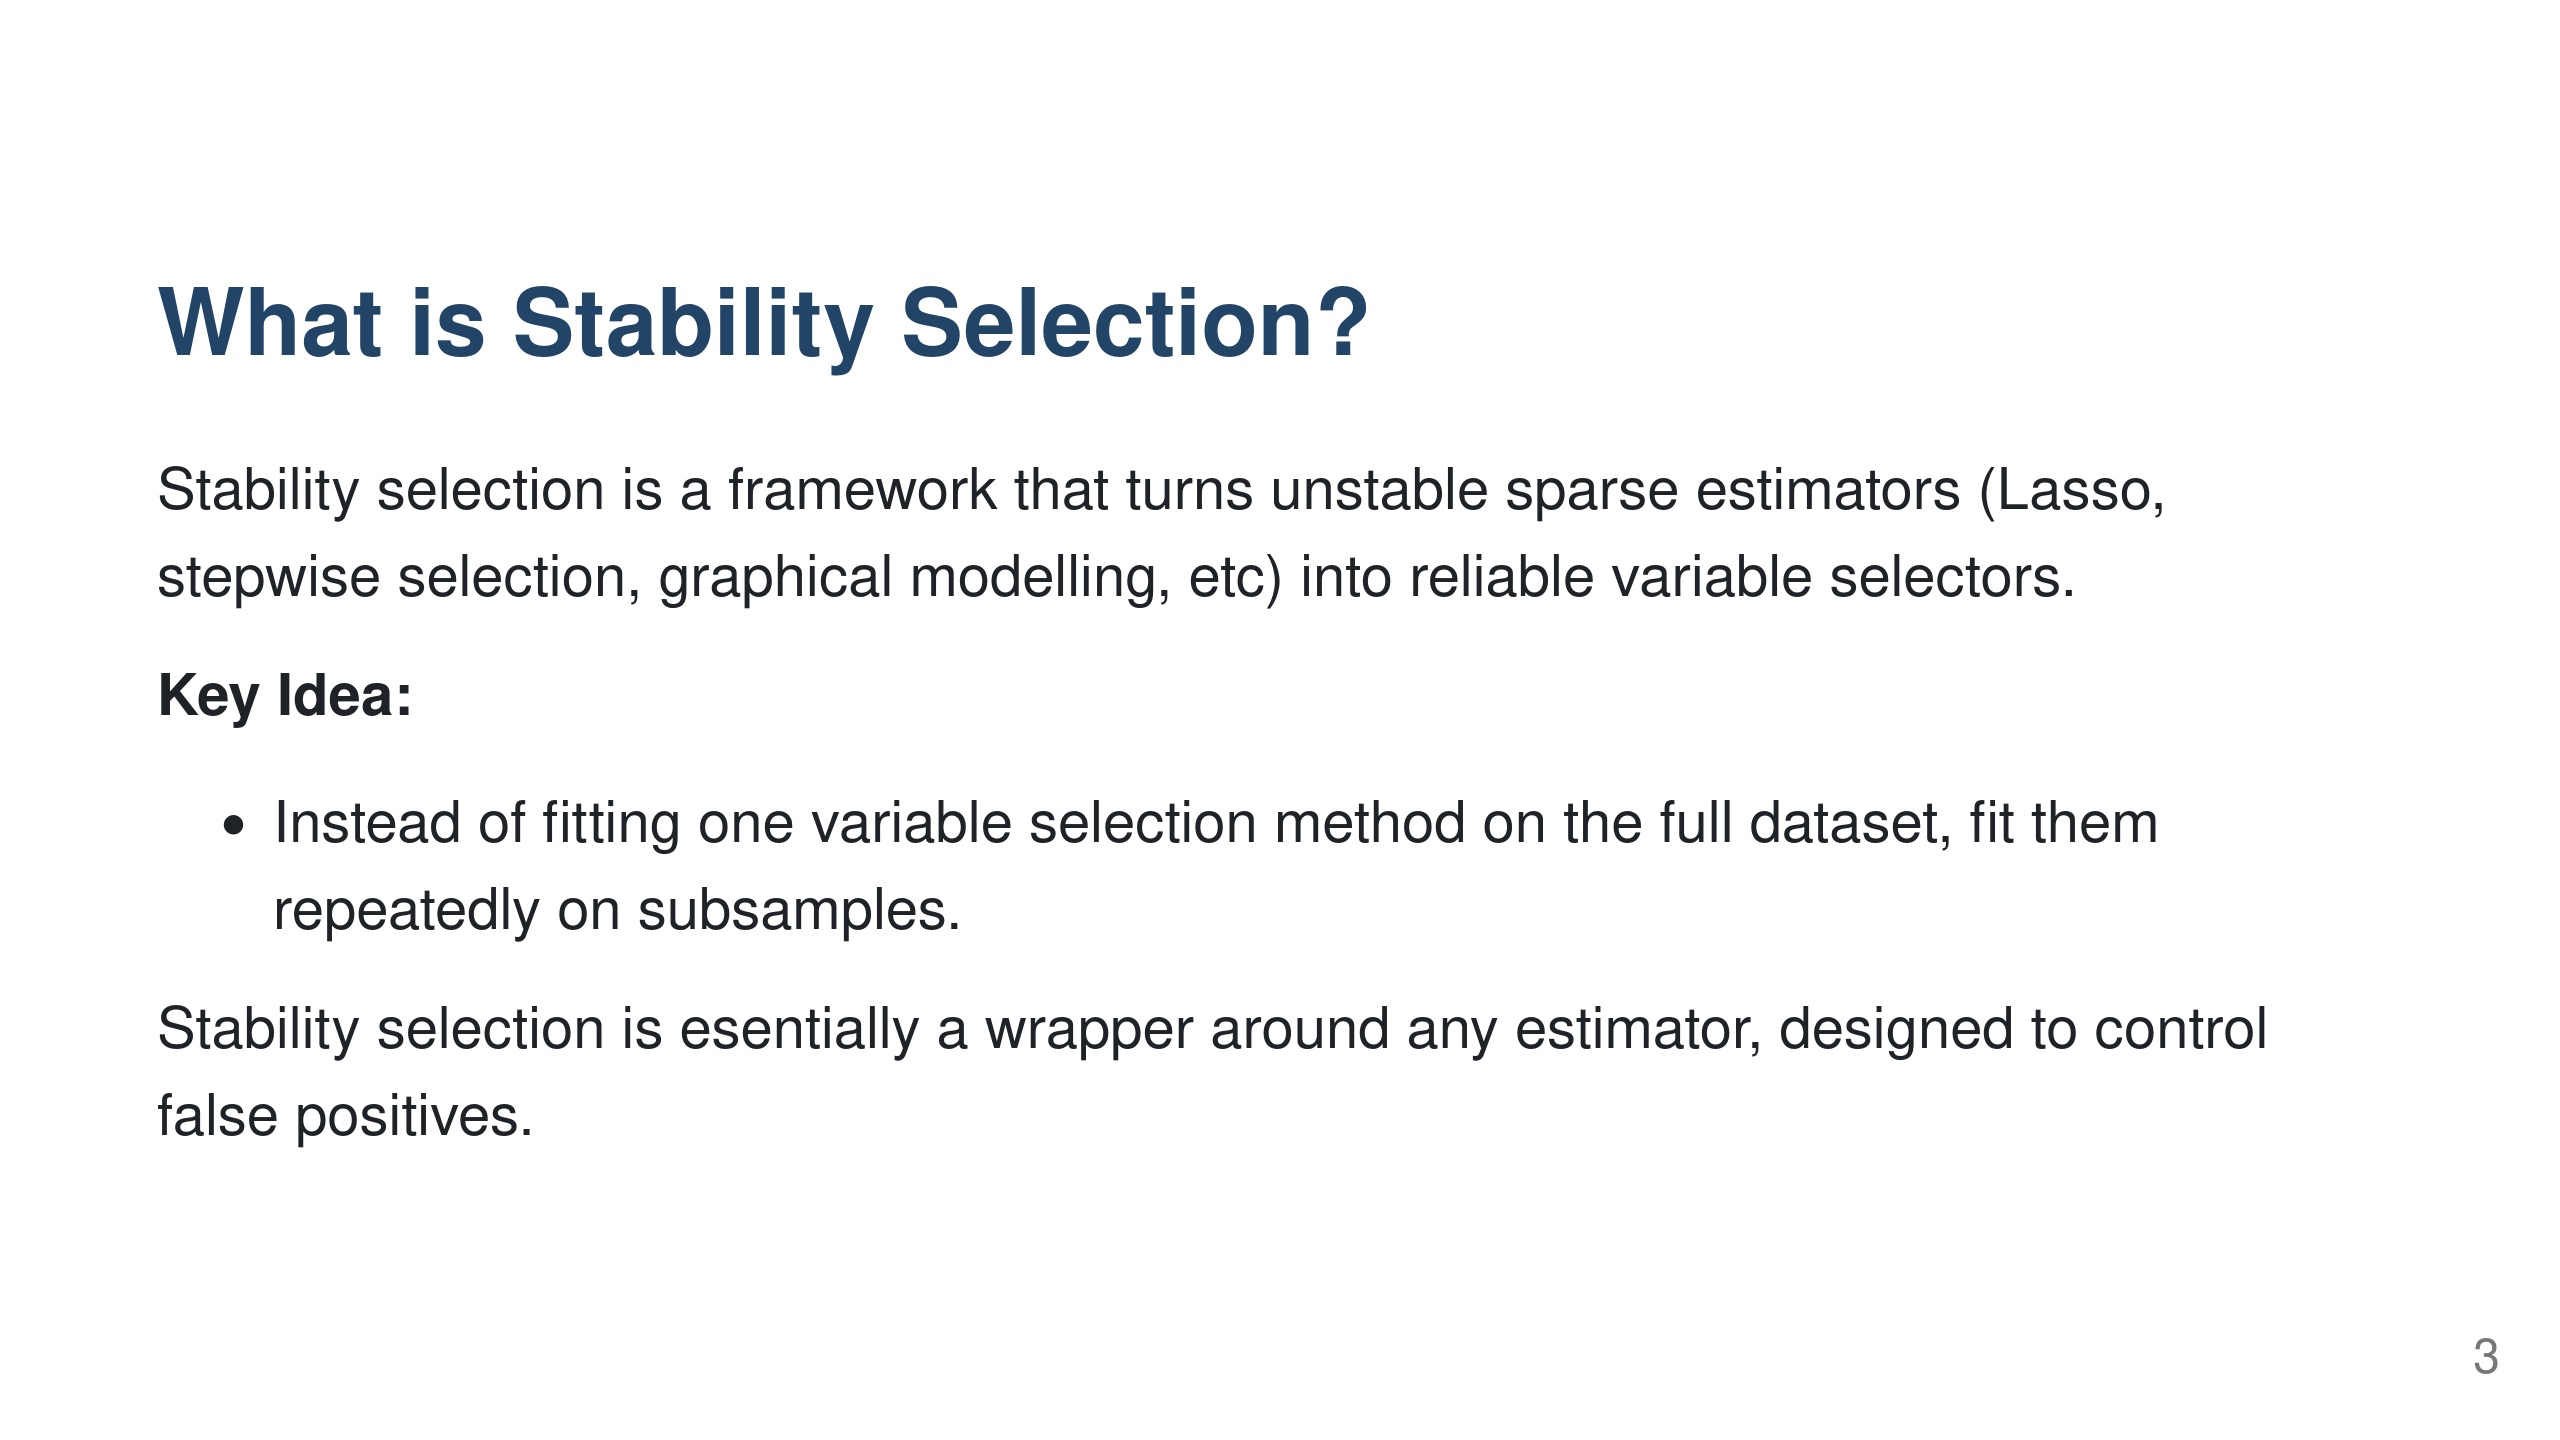 What is Stability Selection?
Stability selection is a framework that turns unstable sparse estimators (Lasso,
stepwise selection, graphical modelling, etc) into reliable variable selectors.
Key Idea:
• Instead of fitting one variable selection method on the full dataset, fit them
repeatedly on subsamples.
Stability selection is esentially a wrapper around any estimator, designed to control
false positives.
3